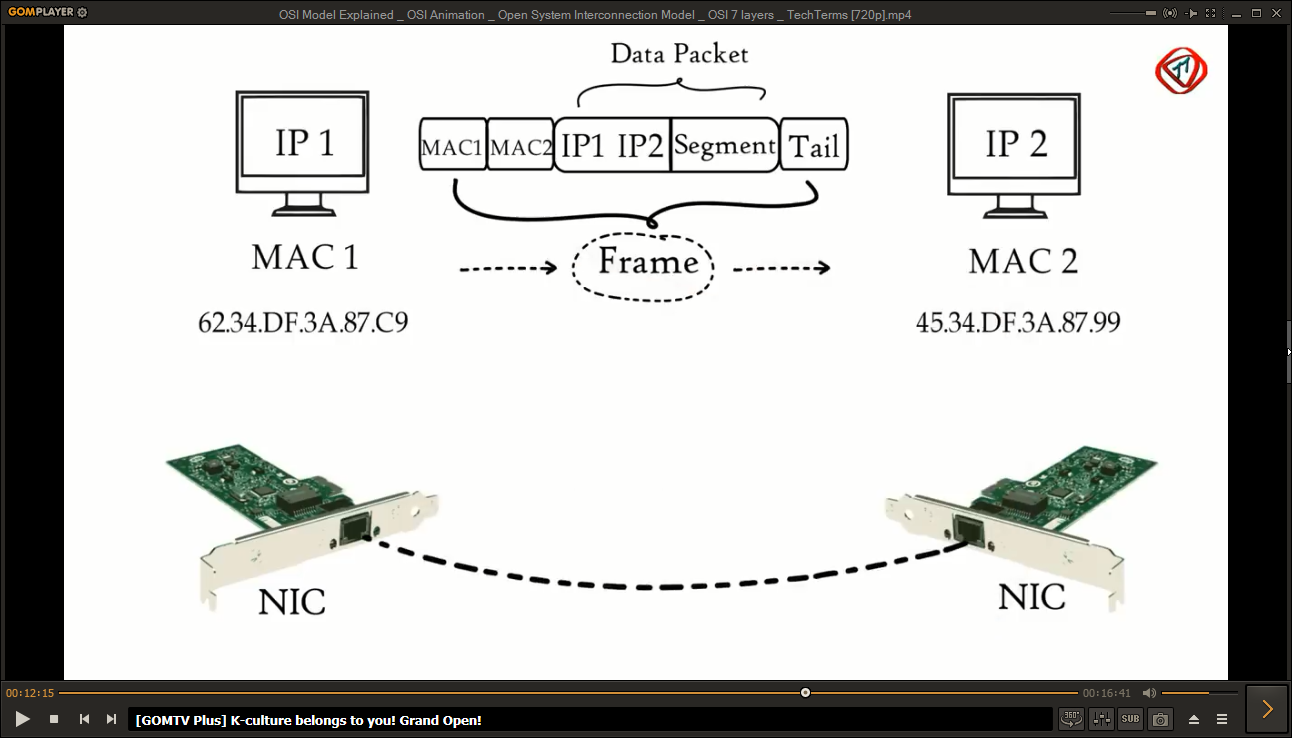 GOMPLAYER
OSI Model Explained _ OSI Animation _ Open System Interconnection Model _ OSI 7 layers _ TechTerms [720p].mp4
Data Packet
IP 1
MAC1 MAC2 IP1 IP2 Segment Tail
IP 2
MAC 1
Frame
MAC 2
62.34.DF.3A.87.C9
45.34.DF.3A.87.99
NIC
NIC
00:12:15
00:16:41
[GOMTV Plus] K-culture belongs to you! Grand Open!
360°
SUB